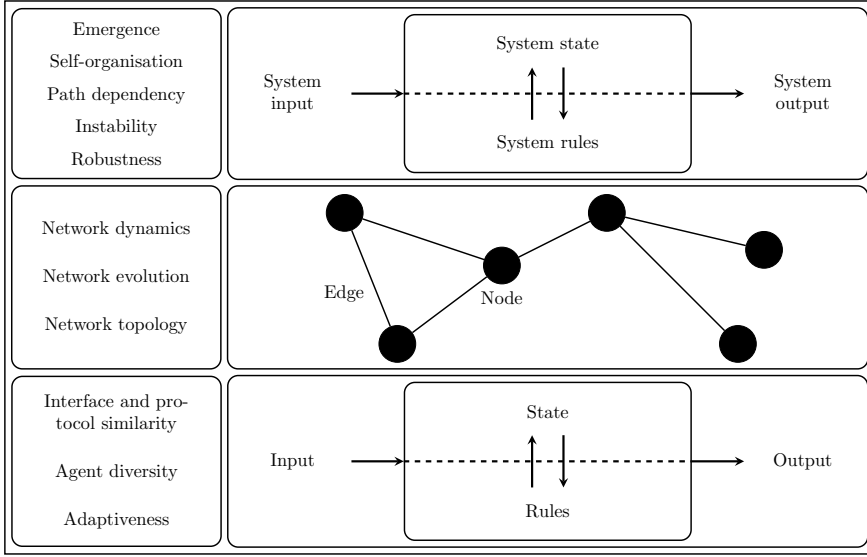 Emergence
Self-organisation
Path dependency
Instability
Robustness
System
input
System state
System rules
System
output
Network dynamics
Network evolution
Network topology
Edge
Node
Interface and pro-
tocol similarity
Agent diversity
Adaptiveness
Input
State
Rules
Output